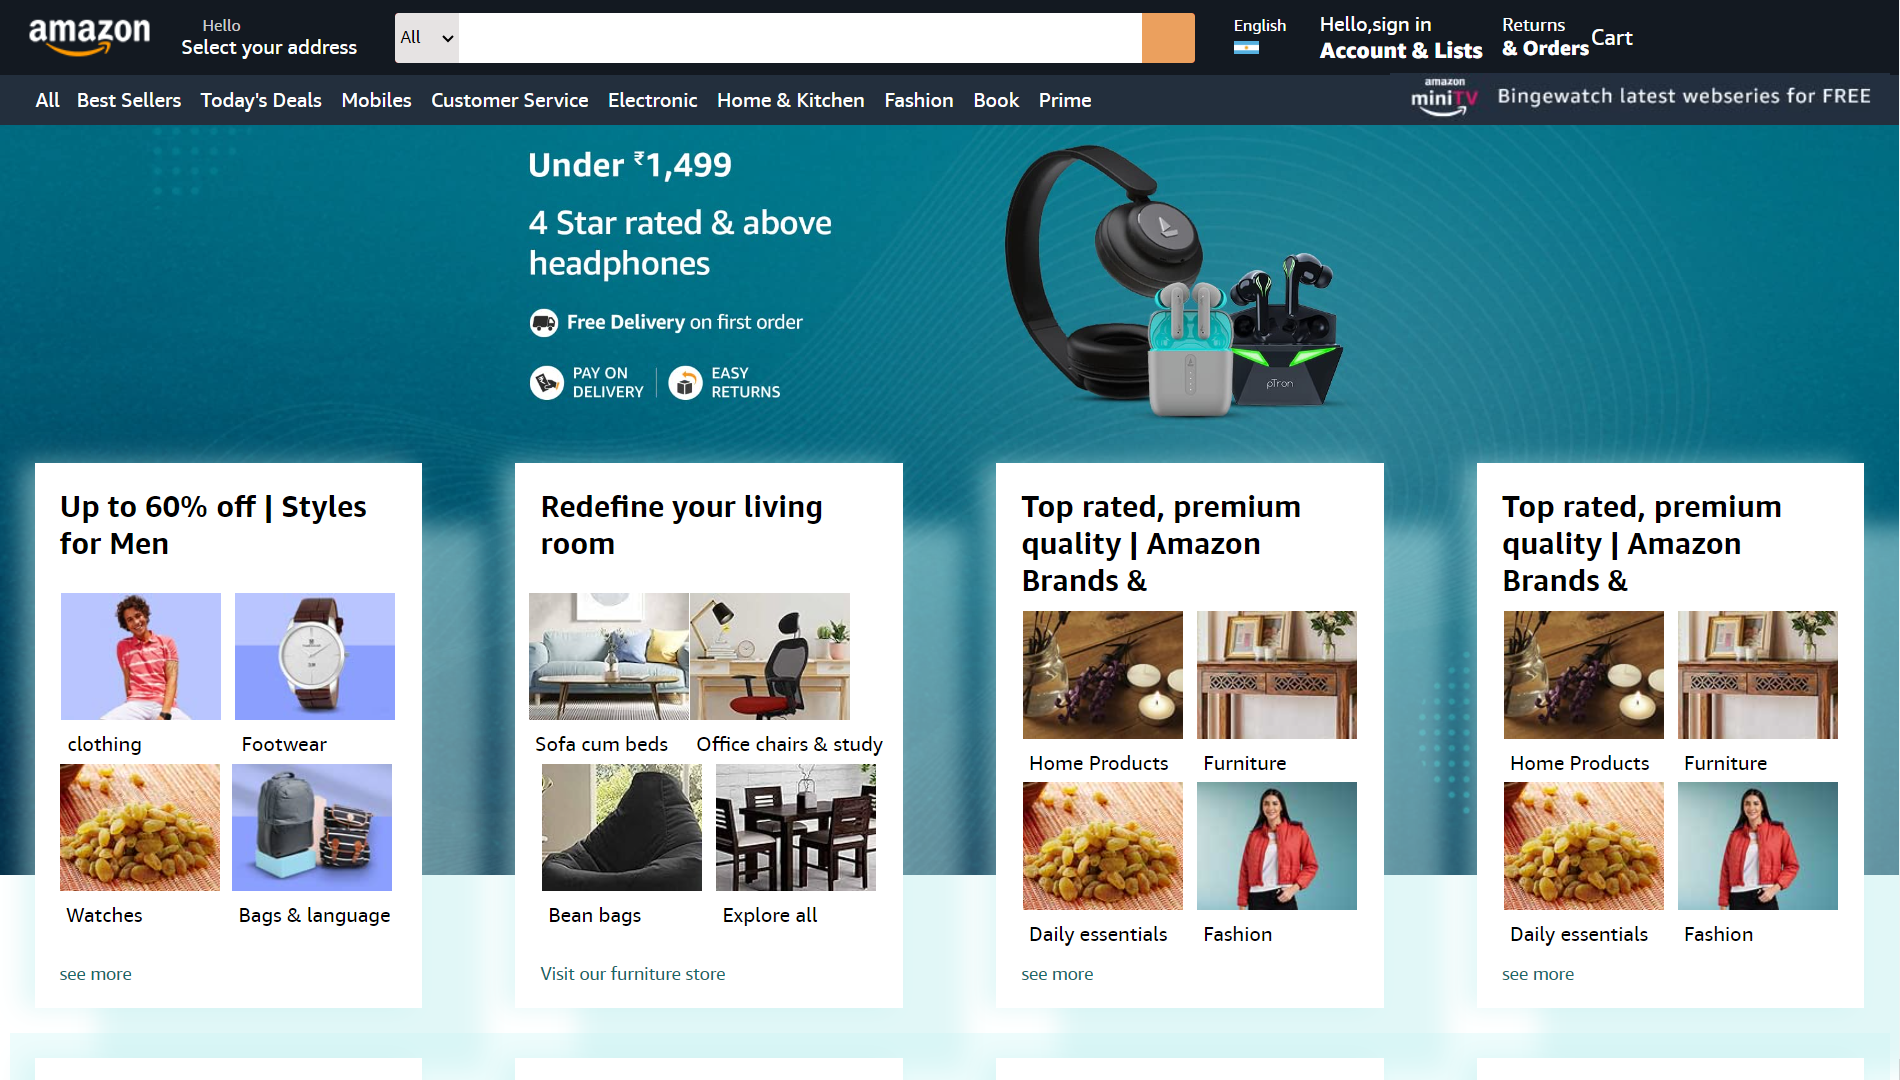 amazon
Hello
Select your address
All
English
Hello,sign in
Account & Lists
Returns
& Orders
Cart
All Best Sellers Today's Deals Mobiles Customer Service Electronic Home & Kitchen Fashion Book Prime
amazon
miniTV
Bingewatch latest webseries for FREE
Under ₹1,499
4 Star rated & above
headphones
Free Delivery on first order
PAY ON
DELIVERY
EASY
RETURNS
pTron
Up to 60% off | Styles
for Men
clothing
Footwear
Watches
Bags & language
see more
Redefine your living
room
Sofa cum beds
Office chairs & study
Bean bags
Explore all
Visit our furniture store
Top rated, premium
quality | Amazon
Brands &
Home Products
Furniture
Daily essentials
Fashion
see more
Top rated, premium
quality | Amazon
Brands &
Home Products
Furniture
Daily essentials
Fashion
see more